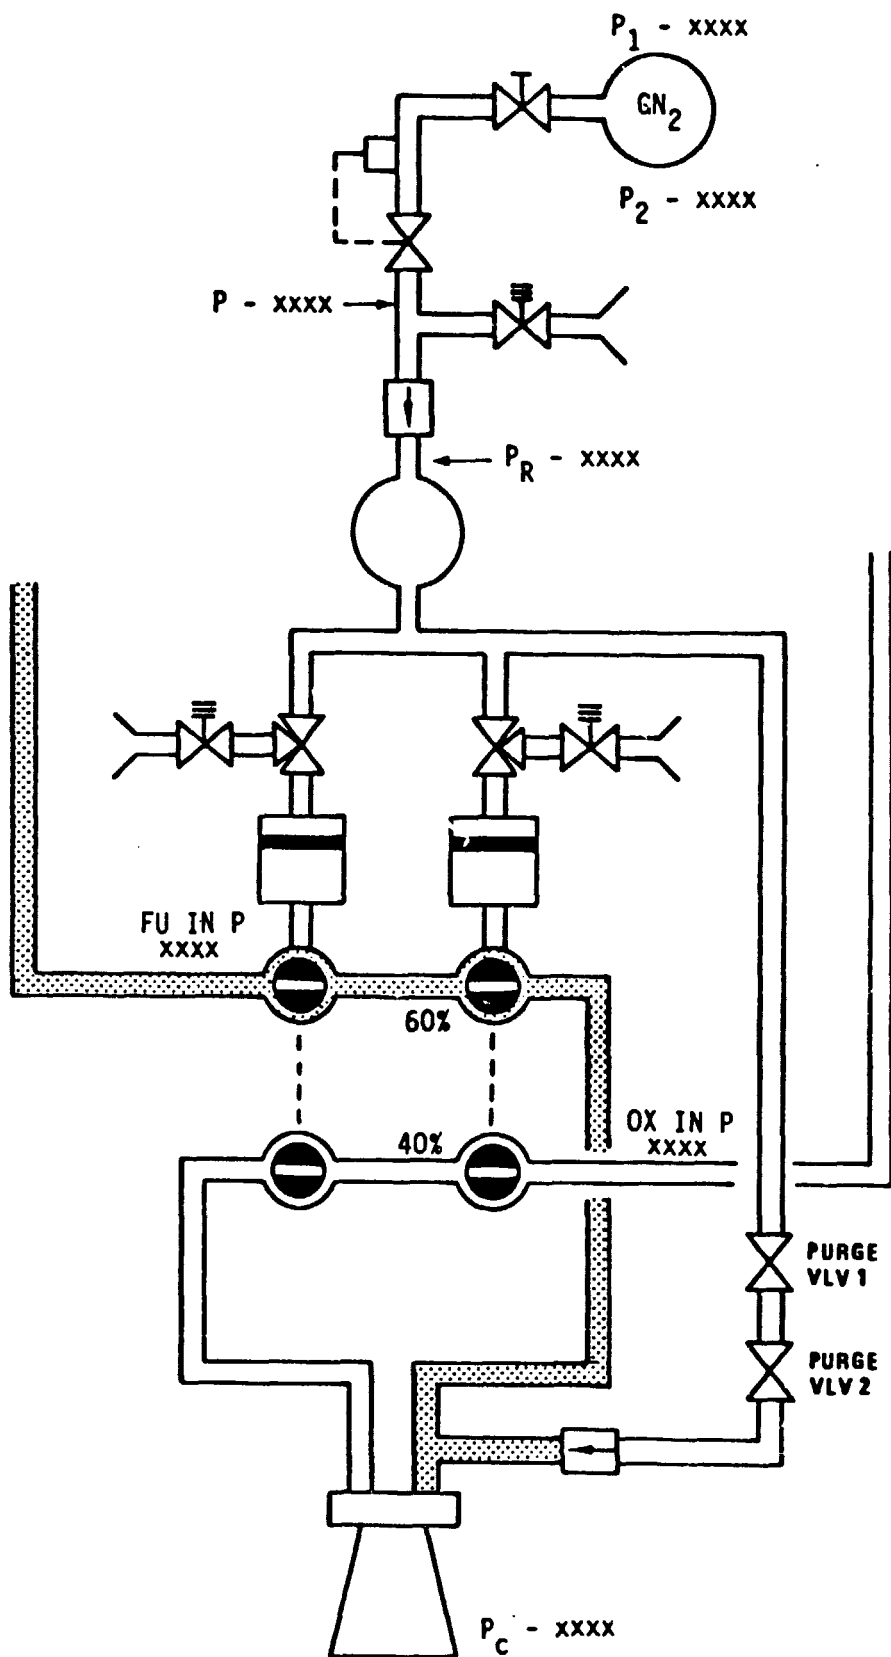 P1 - xxxx
GN2
P2 - xxxx
P - xxxx
PR - xxxx
FU IN P
xxxx
60%
OX IN P
xxxx
40%
PURGE
VLV 1
PURGE
VLV 2
Pc - xxxx